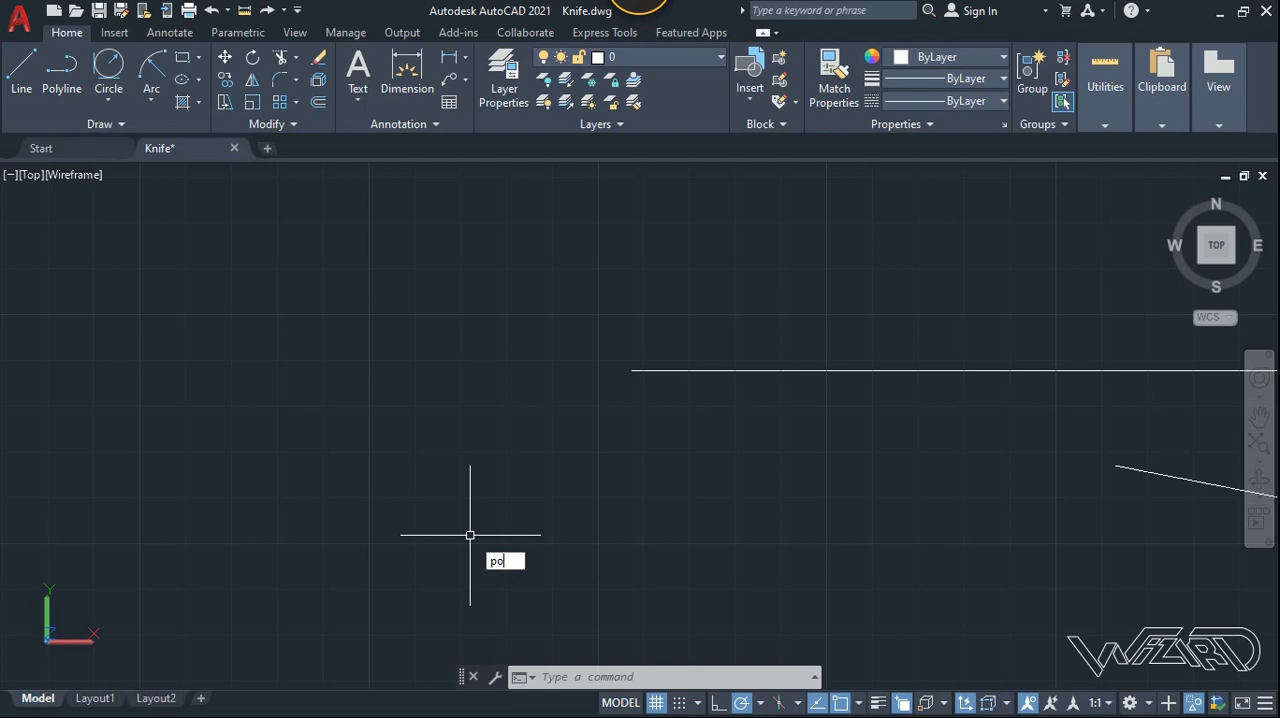 Autodesk AutoCAD 2021 Knife.dwg
Type a keyword or phrase
Sign In
Home Insert Annotate Parametric View Manage Output Add-ins Collaborate Express Tools Featured Apps
Line Polyline Circle Arc
Draw
Modify
Text Dimension
Annotation
Layer Properties
0
Layers
Insert
Block
Match Properties
ByLayer
ByLayer
ByLayer
Properties
Group
Groups
Utilities
Clipboard
View
Start
Knife*
[−][Top][Wireframe]
N
W TOP E
S
WCS
po
Y
X
Z
WIZARD
Type a command
Model Layout1 Layout2
MODEL
1:1